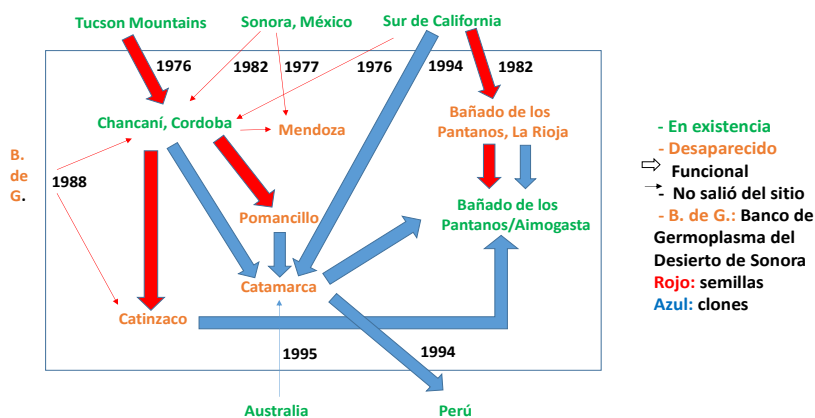 Tucson Mountains
Sonora, México
Sur de California
1976
1982
1977
1976
1994
1982
Chancaní, Cordoba
Mendoza
Bañado de los
Pantanos, La Rioja
B.
de
G.
1988
Pomancillo
Bañado de los
Pantanos/Aimogasta
Catamarca
Catinzaco
1995
1994
Australia
Perú
- En existencia
- Desaparecido
Funcional
- No salió del sitio
- B. de G.: Banco de
Germoplasma del
Desierto de Sonora
Rojo: semillas
Azul: clones